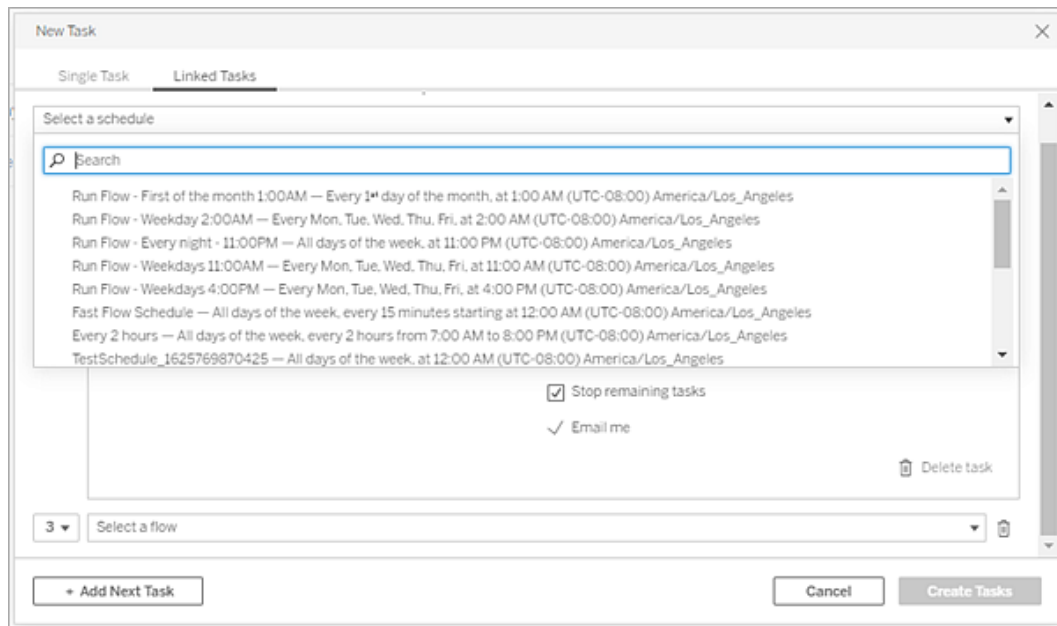 New Task
Single Task Linked Tasks
Select a schedule
Search
Run Flow - First of the month 1:00AM — Every 1st day of the month, at 1:00 AM (UTC-08:00) America/Los_Angeles
Run Flow - Weekday 2:00AM — Every Mon, Tue, Wed, Thu, Fri, at 2:00 AM (UTC-08:00) America/Los_Angeles
Run Flow - Every night - 11:00PM — All days of the week, at 11:00 PM (UTC-08:00) America/Los_Angeles
Run Flow - Weekdays 11:00AM — Every Mon, Tue, Wed, Thu, Fri, at 11:00 AM (UTC-08:00) America/Los_Angeles
Run Flow - Weekdays 4:00PM — Every Mon, Tue, Wed, Thu, Fri, at 4:00 PM (UTC-08:00) America/Los_Angeles
Fast Flow Schedule — All days of the week, every 15 minutes starting at 12:00 AM (UTC-08:00) America/Los_Angeles
Every 2 hours — All days of the week, every 2 hours from 7:00 AM to 8:00 PM (UTC-08:00) America/Los_Angeles
TestSchedule_1625769870425 — All days of the week, at 12:00 AM (UTC-08:00) America/Los_Angeles
Stop remaining tasks
Email me
Delete task
3 Select a flow
+ Add Next Task Cancel Create Tasks